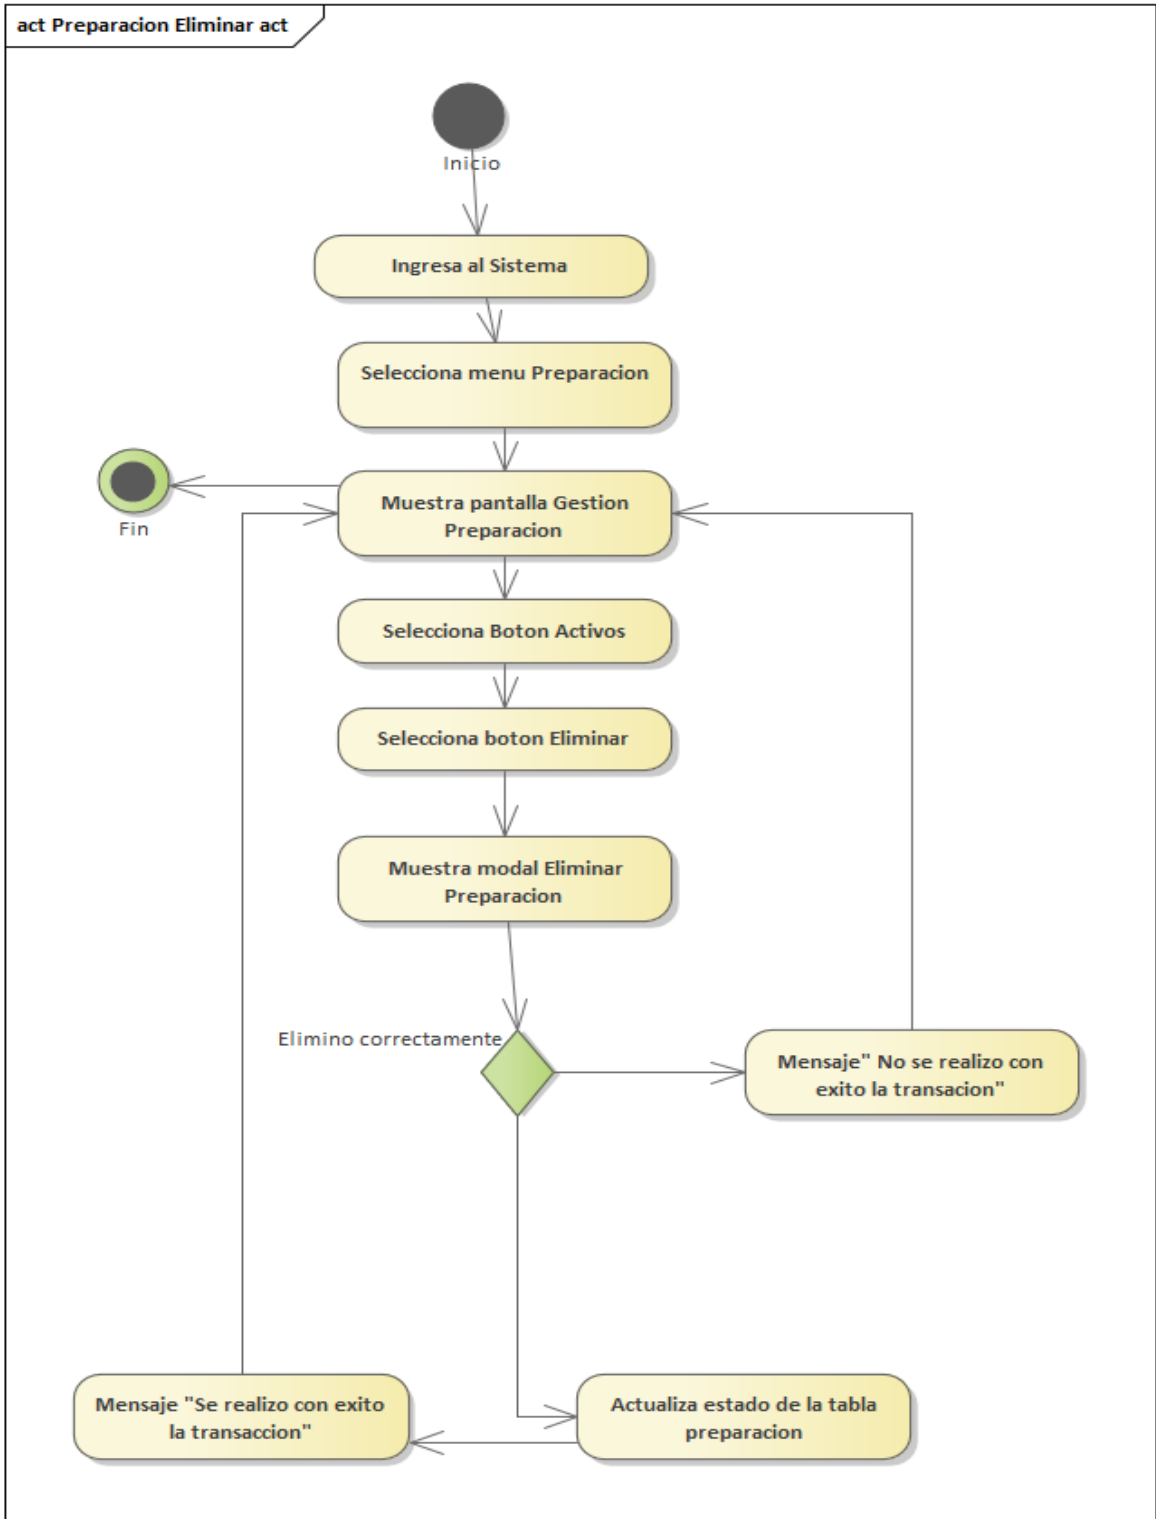 act Preparacion Eliminar act
Inicio
Ingresa al Sistema
Selecciona menu Preparacion
Muestra pantalla Gestion
Preparacion
Fin
Selecciona Boton Activos
Selecciona boton Eliminar
Muestra modal Eliminar
Preparacion
Elimino correctamente
Mensaje" No se realizo con
exito la transacion"
Mensaje "Se realizo con exito
la transaccion"
Actualiza estado de la tabla
preparacion